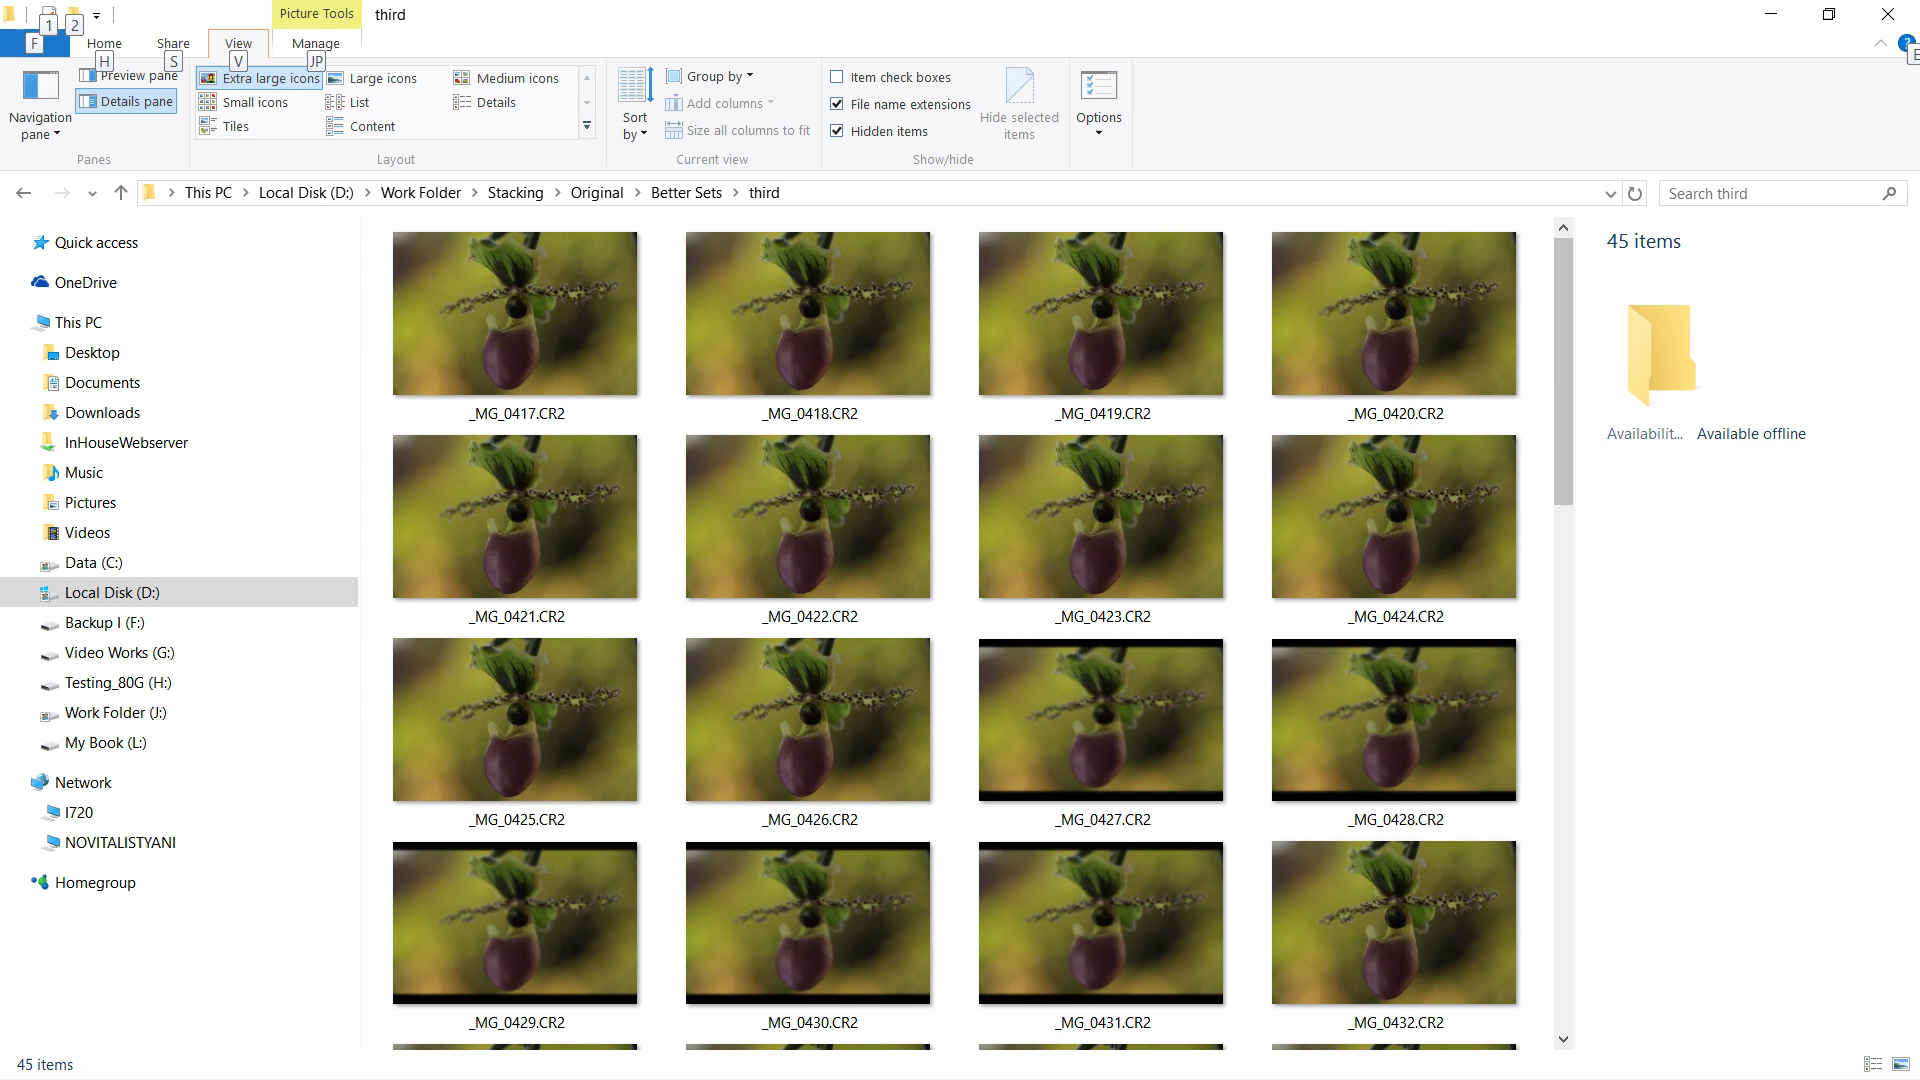 Picture Tools third
1 2
F Home Share View Manage
H S V JP E
Navigation pane
Preview pane
Details pane
Panes
Extra large icons Large icons Medium icons
Small icons List Details
Tiles Content
Layout
Sort by
Group by
Add columns
Size all columns to fit
Current view
Item check boxes
File name extensions
Hidden items
Hide selected items
Show/hide
Options
This PC > Local Disk (D:) > Work Folder > Stacking > Original > Better Sets > third
Search third
Quick access
OneDrive
This PC
Desktop
Documents
Downloads
InHouseWebserver
Music
Pictures
Videos
Data (C:)
Local Disk (D:)
Backup I (F:)
Video Works (G:)
Testing_80G (H:)
Work Folder (J:)
My Book (L:)
Network
I720
NOVITALISTYANI
Homegroup
_MG_0417.CR2 _MG_0418.CR2 _MG_0419.CR2 _MG_0420.CR2
_MG_0421.CR2 _MG_0422.CR2 _MG_0423.CR2 _MG_0424.CR2
_MG_0425.CR2 _MG_0426.CR2 _MG_0427.CR2 _MG_0428.CR2
_MG_0429.CR2 _MG_0430.CR2 _MG_0431.CR2 _MG_0432.CR2
45 items
Availabilit... Available offline
45 items